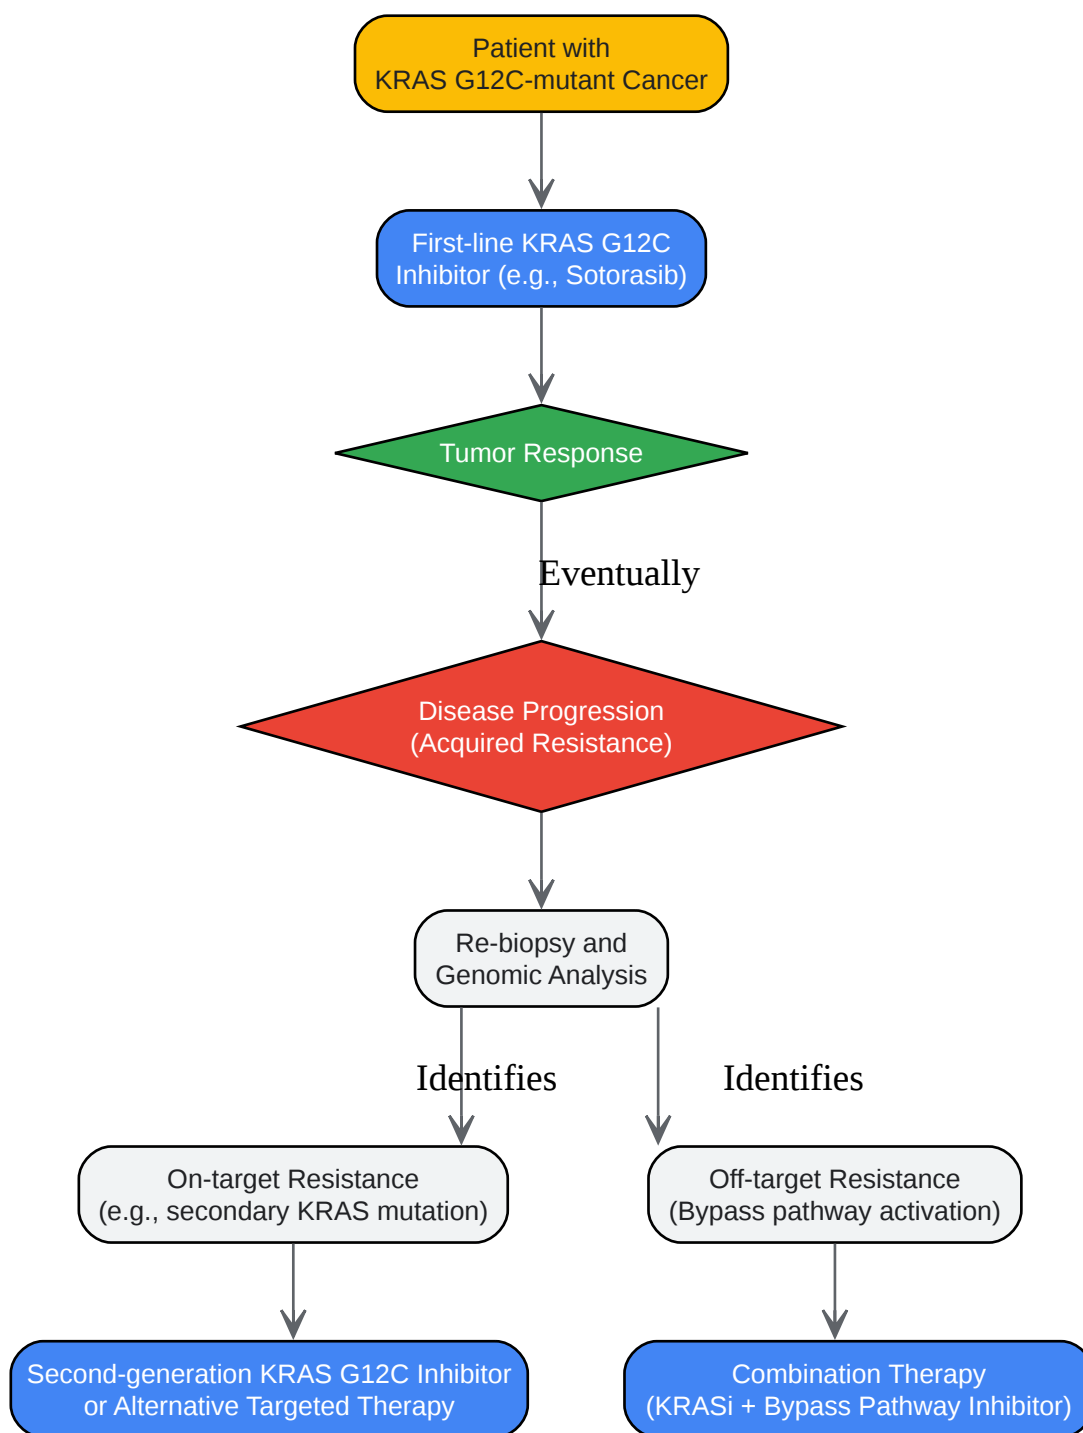 Patient with
KRAS G12C-mutant Cancer
First-line KRAS G12C
Inhibitor (e.g., Sotorasib)
Tumor Response
Eventually
Disease Progression
(Acquired Resistance)
Re-biopsy and
Genomic Analysis
Identifies
Identifies
On-target Resistance
(e.g., secondary KRAS mutation)
Off-target Resistance
(Bypass pathway activation)
Second-generation KRAS G12C Inhibitor
or Alternative Targeted Therapy
Combination Therapy
(KRASi + Bypass Pathway Inhibitor)